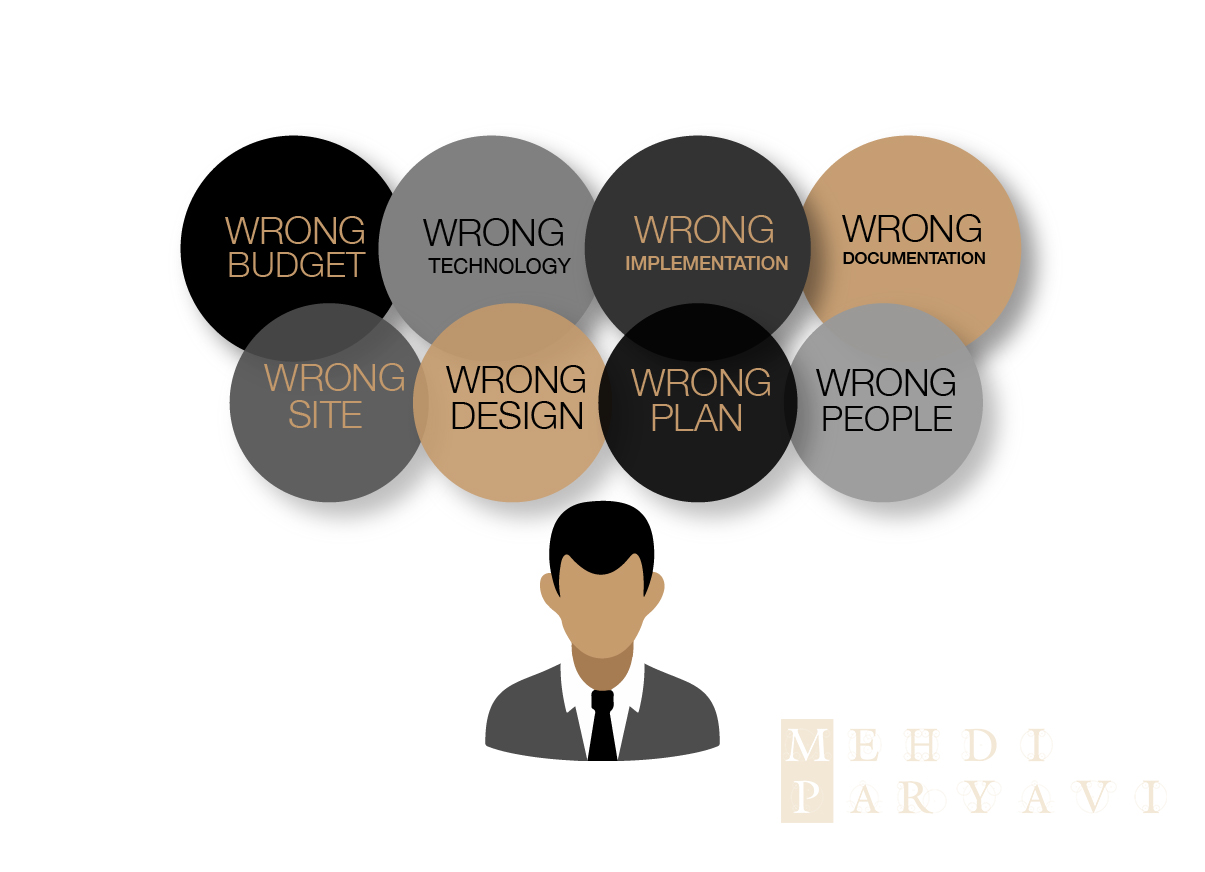 WRONG
BUDGET
WRONG
TECHNOLOGY
WRONG
IMPLEMENTATION
WRONG
DOCUMENTATION
WRONG
SITE
WRONG
DESIGN
WRONG
PLAN
WRONG
PEOPLE
MEHDI
PARYAVI